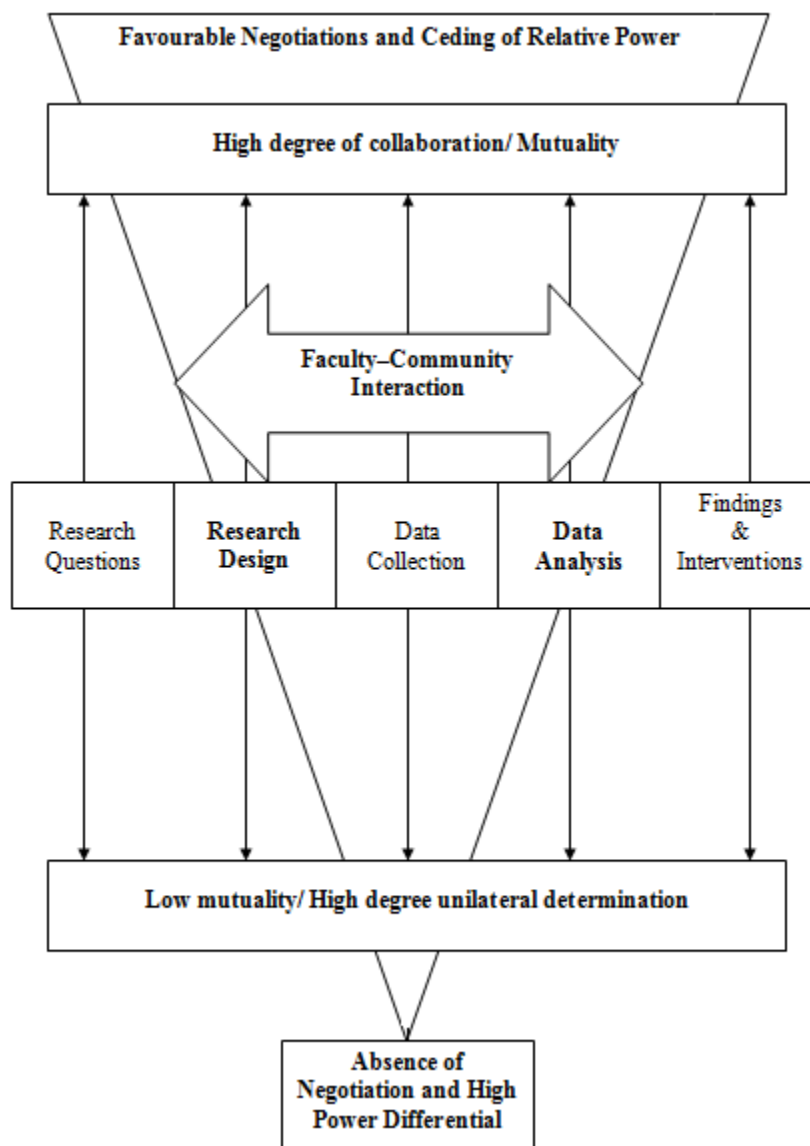 Favourable Negotiations and Ceding of Relative Power
High degree of collaboration/ Mutuality
Faculty–Community
Interaction
Research
Questions
Research
Design
Data
Collection
Data
Analysis
Findings
&
Interventions
Low mutuality/ High degree unilateral determination
Absence of
Negotiation and High
Power Differential